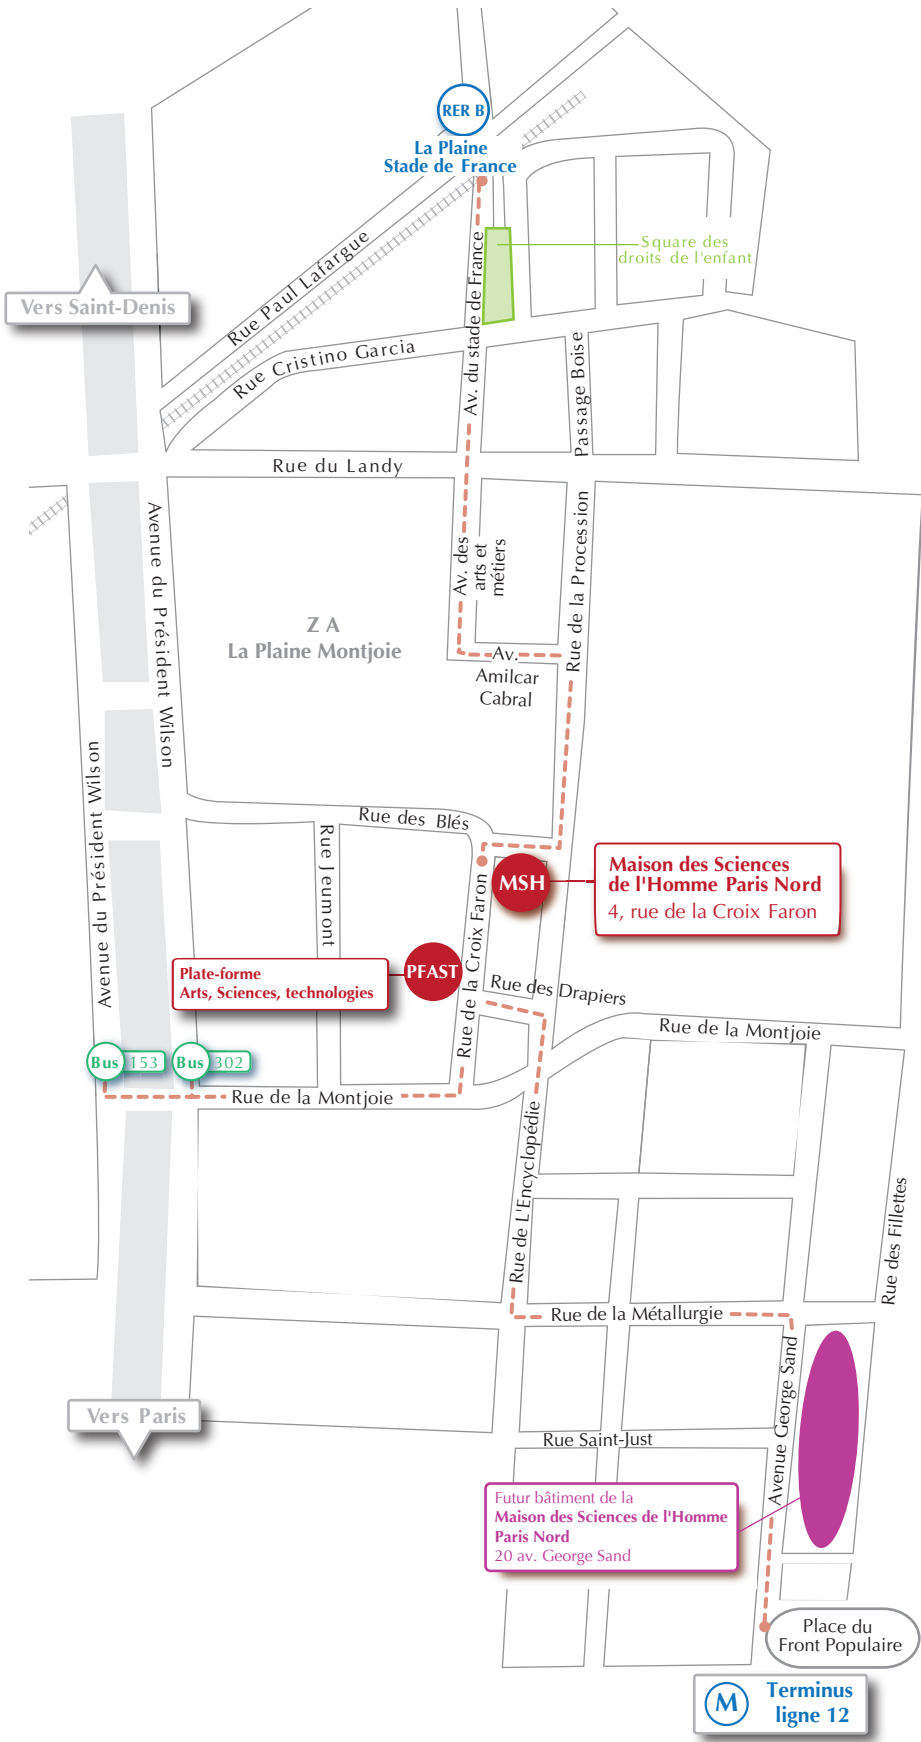 RER B
La Plaine
Stade de France
Square des
droits de l'enfant
Rue Paul Lafargue
Vers Saint-Denis
Av. du stade de France
Rue Cristino Garcia
Passage Boise
Rue du Landy
Avenue du Président Wilson
Av. des
arts et
métiers
Rue de la Procession
Z A
La Plaine Montjoie
Av.
Amilcar
Cabral
Avenue du Président Wilson
Rue des Blés
Rue Jeumont
MSH
Maison des Sciences
de l'Homme Paris Nord
4, rue de la Croix Faron
Rue de la Croix Faron
PFAST
Plate-forme
Arts, Sciences, technologies
Rue des Drapiers
Rue de la Montjoie
Bus 153
Bus 302
Rue de la Montjoie
Rue de L'Encyclopédie
Rue des Fillettes
Rue de la Métallurgie
Avenue George Sand
Vers Paris
Rue Saint-Just
Futur bâtiment de la
Maison des Sciences de l'Homme
Paris Nord
20 av. George Sand
Place du
Front Populaire
M
Terminus
ligne 12